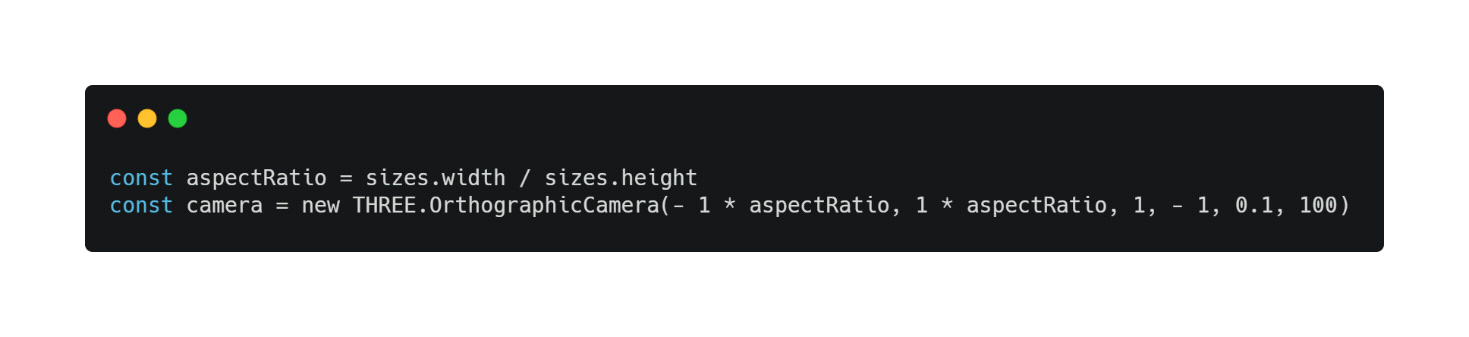 const aspectRatio = sizes.width / sizes.height
const camera = new THREE.OrthographicCamera(- 1 * aspectRatio, 1 * aspectRatio, 1, - 1, 0.1, 100)